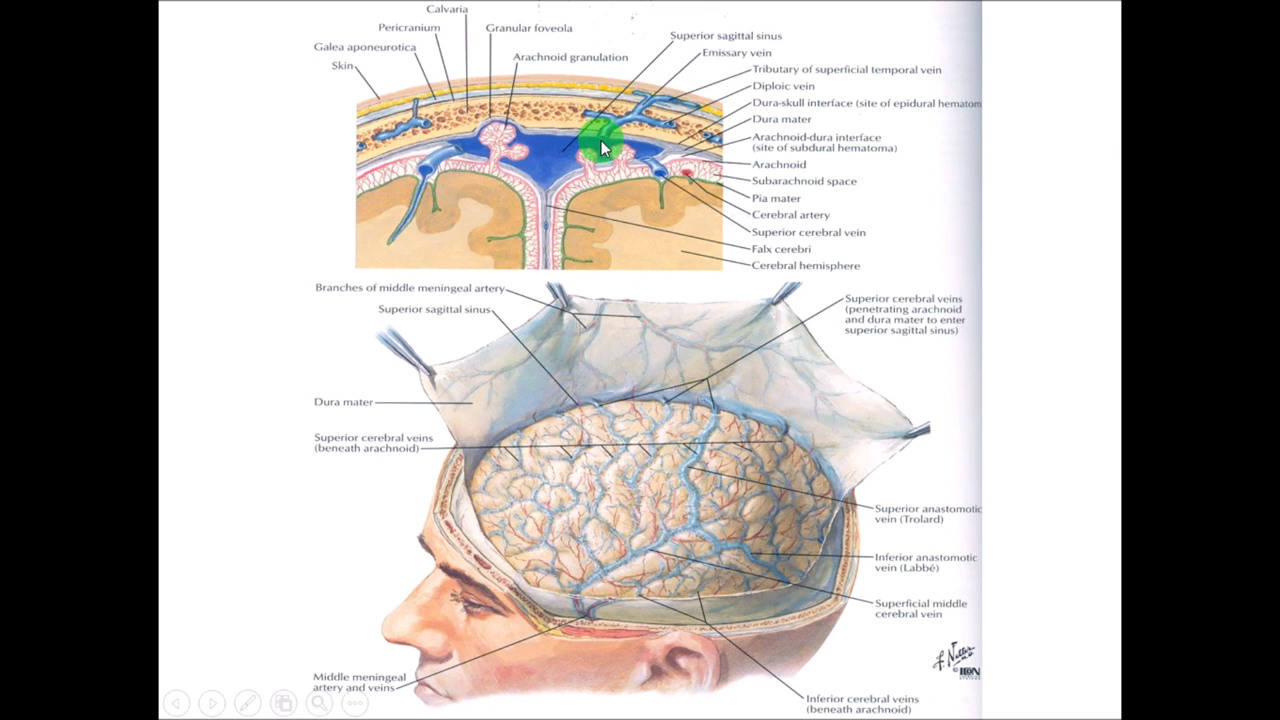 Calvaria
Pericranium
Granular foveola
Galea aponeurotica
Arachnoid granulation
Skin
Superior sagittal sinus
Emissary vein
Tributary of superficial temporal vein
Diploic vein
Dura-skull interface (site of epidural hematom
Dura mater
Arachnoid-dura interface
(site of subdural hematoma)
Arachnoid
Subarachnoid space
Pia mater
Cerebral artery
Superior cerebral vein
Falx cerebri
Cerebral hemisphere
Branches of middle meningeal artery
Superior sagittal sinus
Superior cerebral veins
(penetrating arachnoid
and dura mater to enter
superior sagittal sinus)
Dura mater
Superior cerebral veins
(beneath arachnoid)
Superior anastomotic
vein (Trolard)
Inferior anastomotic
vein (Labbé)
Superficial middle
cerebral vein
Middle meningeal
artery and veins
Inferior cerebral veins
(beneath arachnoid)
F. Netter